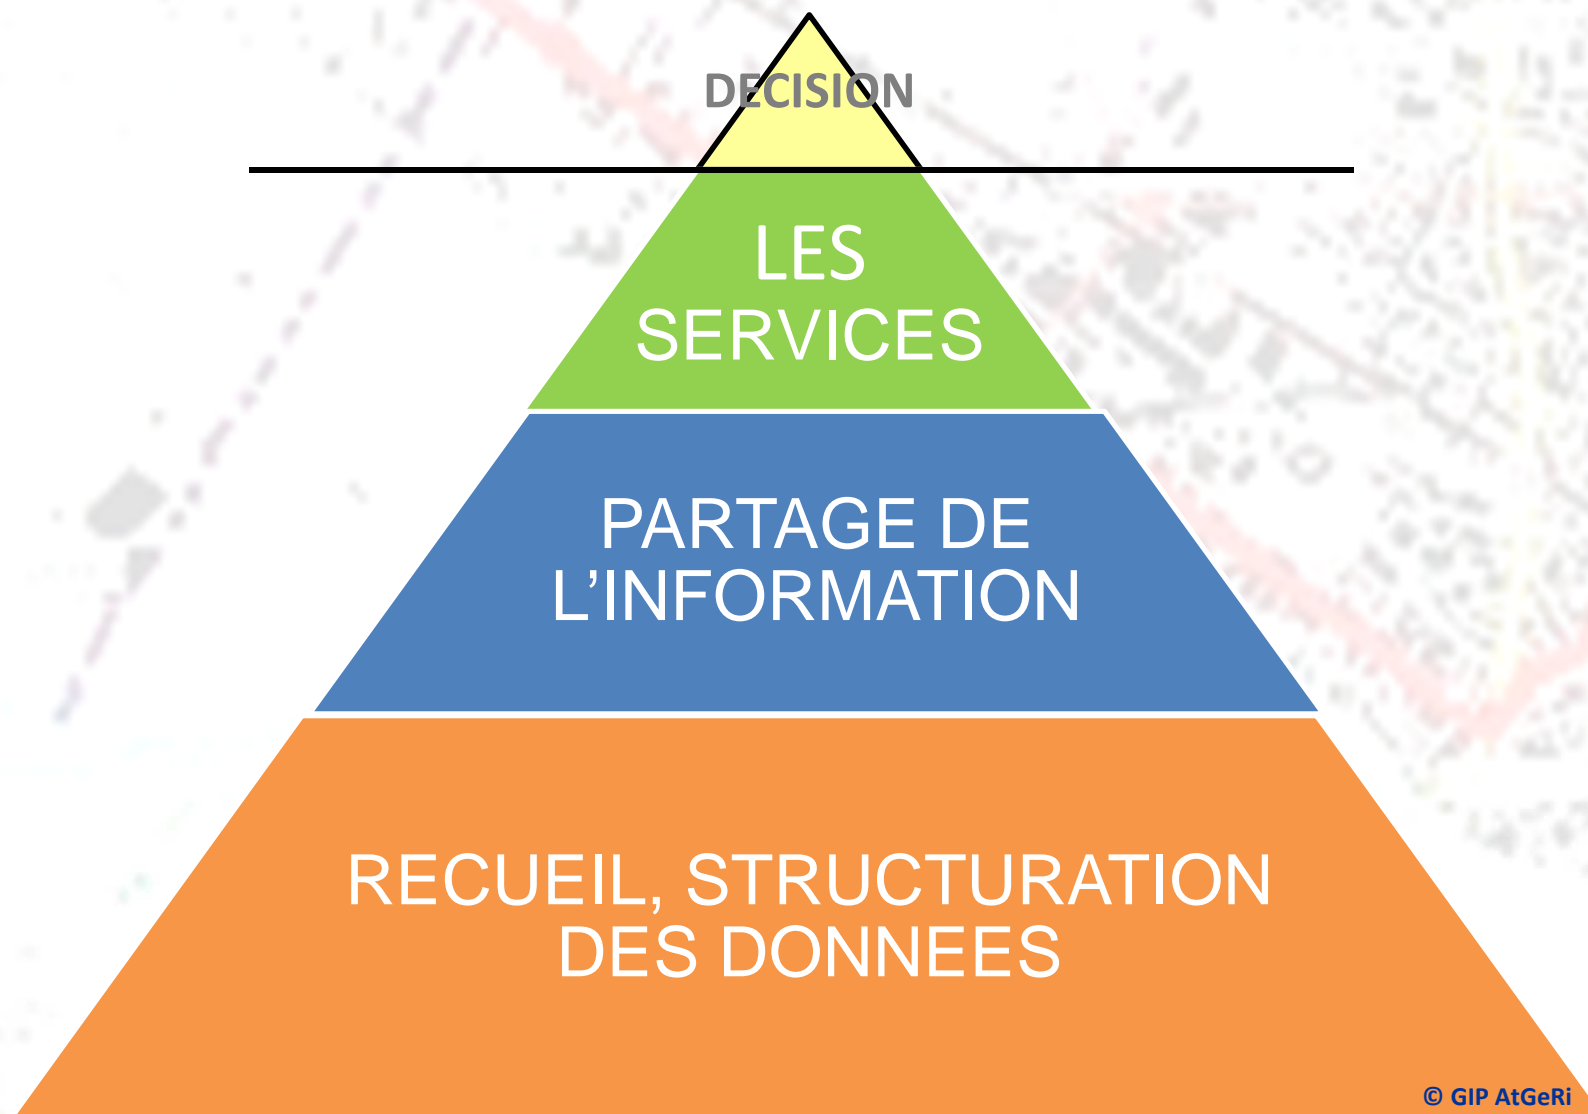 DECISION
LES
SERVICES
PARTAGE DE
L’INFORMATION
RECUEIL, STRUCTURATION
DES DONNEES
© GIP AtGeRi